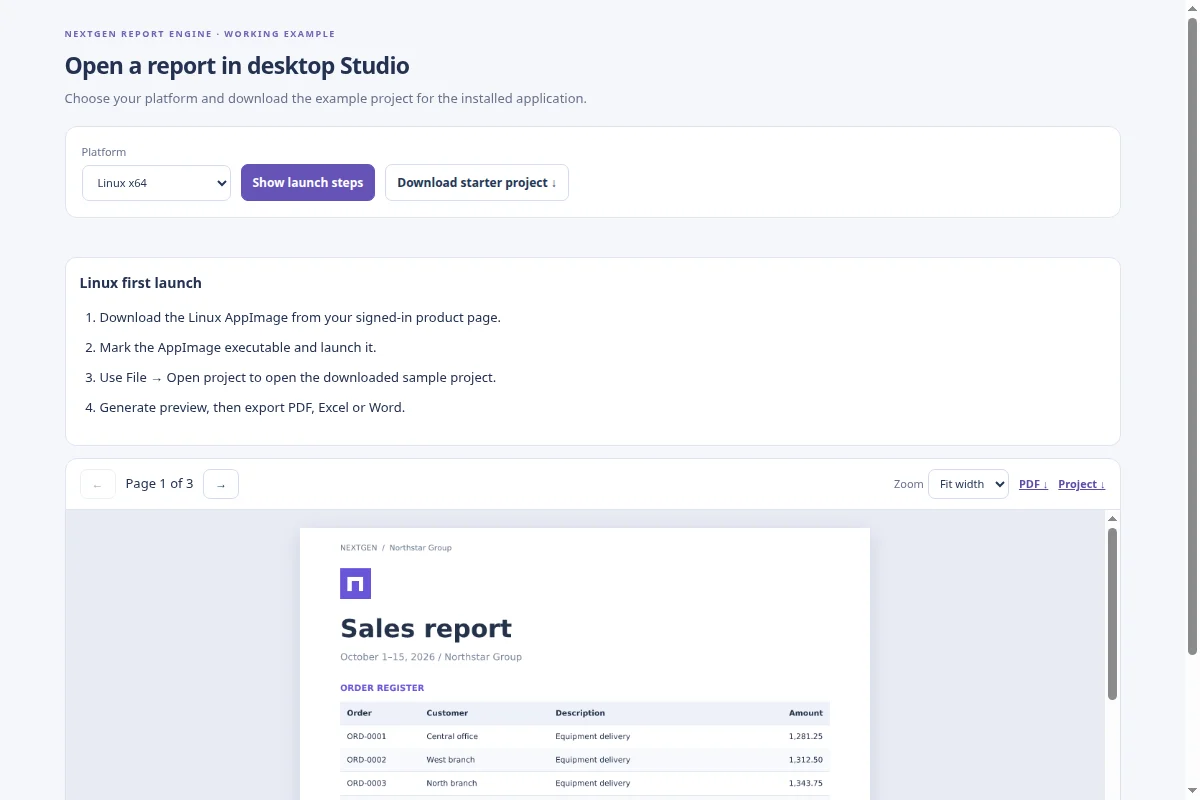 NEXTGEN REPORT ENGINE · WORKING EXAMPLE
Open a report in desktop Studio
Choose your platform and download the example project for the installed application.
Platform
Linux x64
Show launch steps
Download starter project ↓
Linux first launch
1. Download the Linux AppImage from your signed-in product page.
2. Mark the AppImage executable and launch it.
3. Use File → Open project to open the downloaded sample project.
4. Generate preview, then export PDF, Excel or Word.
← Page 1 of 3 → Zoom Fit width PDF ↓ Project ↓
NEXTGEN / Northstar Group
Sales report
October 1–15, 2026 / Northstar Group
ORDER REGISTER
Order Customer Description Amount
ORD-0001 Central office Equipment delivery 1,281.25
ORD-0002 West branch Equipment delivery 1,312.50
ORD-0003 North branch Equipment delivery 1,343.75